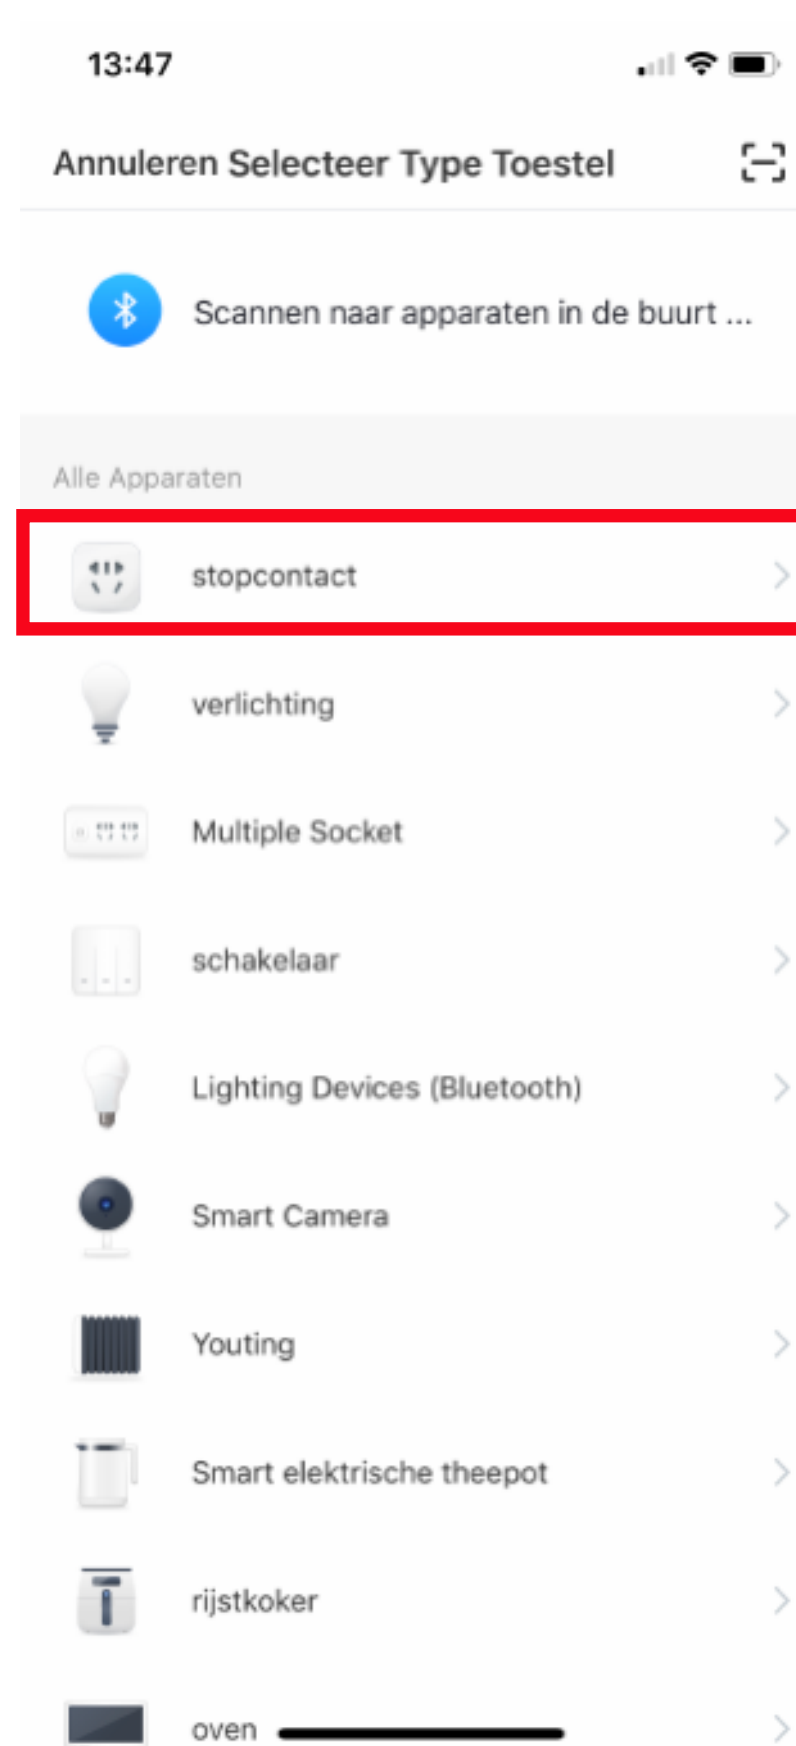 13:47
Annuleren Selecteer Type Toestel
Scannen naar apparaten in de buurt ...
Alle Apparaten
stopcontact
verlichting
Multiple Socket
schakelaar
Lighting Devices (Bluetooth)
Smart Camera
Youting
Smart elektrische theepot
rijstkoker
oven